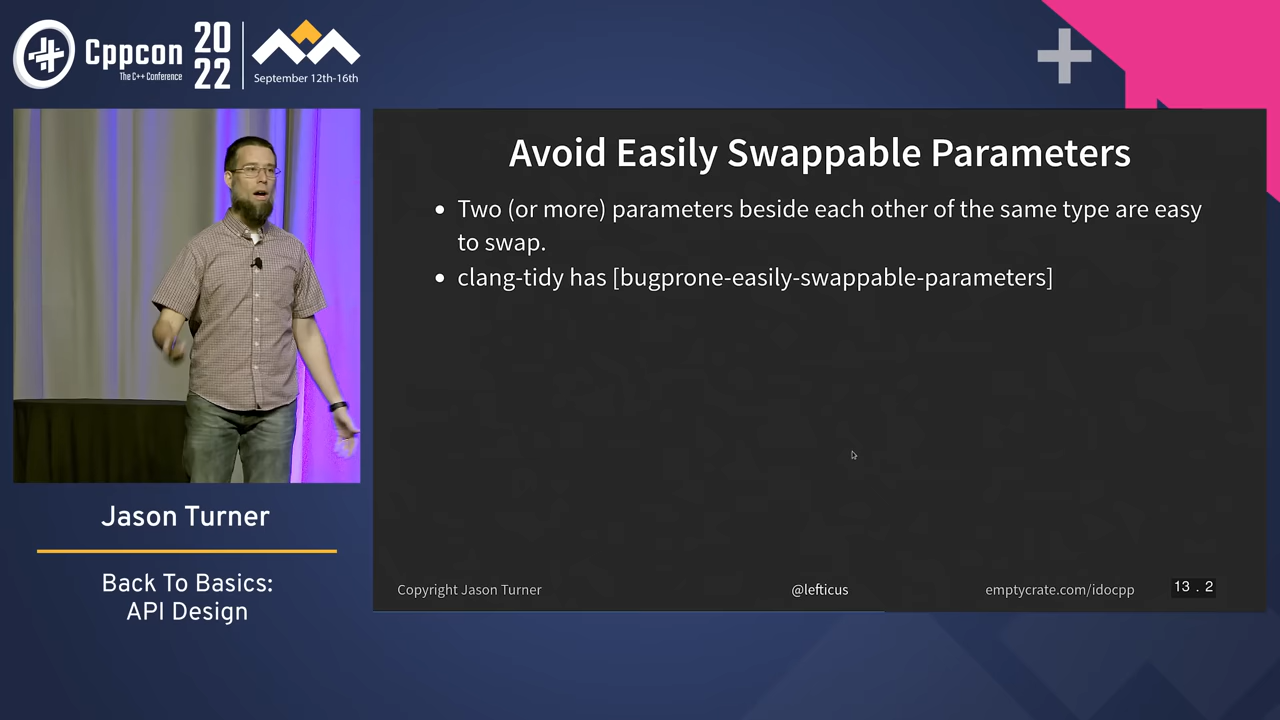 Cppcon
The C++ Conference
20
22
September 12th-16th
Avoid Easily Swappable Parameters
Two (or more) parameters beside each other of the same type are easy
to swap.
clang-tidy has [bugprone-easily-swappable-parameters]
Copyright Jason Turner
@lefticus
emptycrate.com/idocpp
13 . 2
Jason Turner
Back To Basics:
API Design